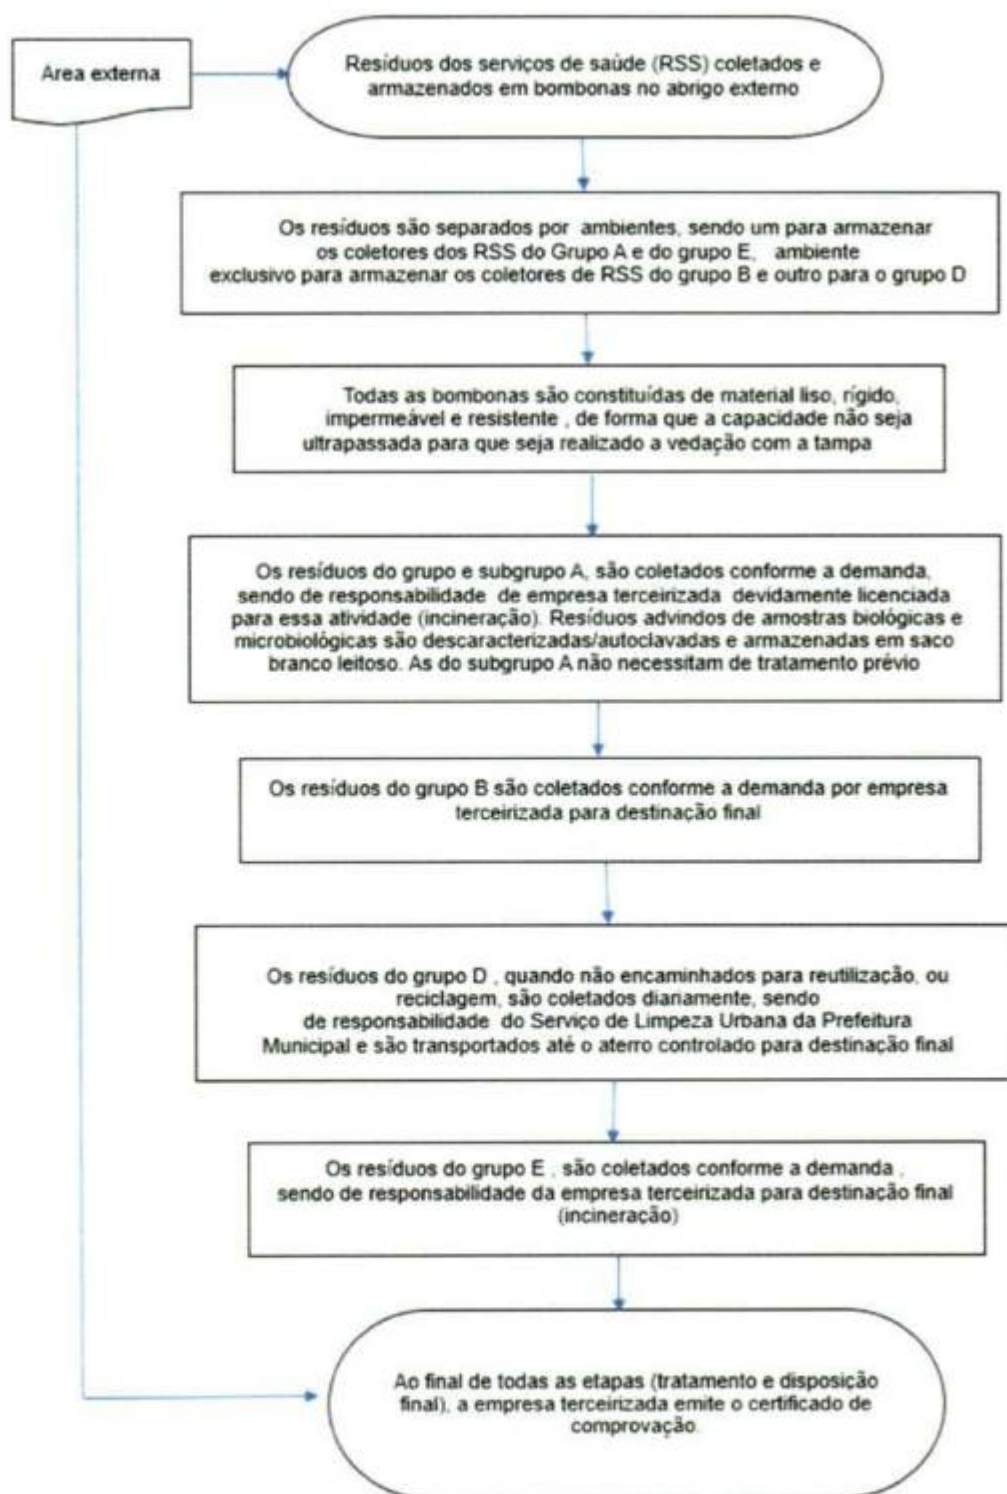 Area externa
Resíduos dos serviços de saúde (RSS) coletados e
armazenados em bombonas no abrigo externo
Os resíduos são separados por ambientes, sendo um para armazenar
os coletores dos RSS do Grupo A e do grupo E, ambiente
exclusivo para armazenar os coletores de RSS do grupo B e outro para o grupo D
Todas as bombonas são constituídas de material liso, rígido,
impermeável e resistente , de forma que a capacidade não seja
ultrapassada para que seja realizado a vedação com a tampa
Os resíduos do grupo e subgrupo A, são coletados conforme a demanda,
sendo de responsabilidade de empresa terceirizada devidamente licenciada
para essa atividade (incineração). Resíduos advindos de amostras biológicas e
microbiológicas são descaracterizadas/autoclavadas e armazenadas em saco
branco leitoso. As do subgrupo A não necessitam de tratamento prévio
Os resíduos do grupo B são coletados conforme a demanda por empresa
terceirizada para destinação final
Os resíduos do grupo D , quando não encaminhados para reutilização, ou
reciclagem, são coletados diariamente, sendo
de responsabilidade do Serviço de Limpeza Urbana da Prefeitura
Municipal e são transportados até o aterro controlado para destinação final
Os resíduos do grupo E , são coletados conforme a demanda ,
sendo de responsabilidade da empresa terceirizada para destinação final
(incineração)
Ao final de todas as etapas (tratamento e disposição
final), a empresa terceirizada emite o certificado de
comprovação.